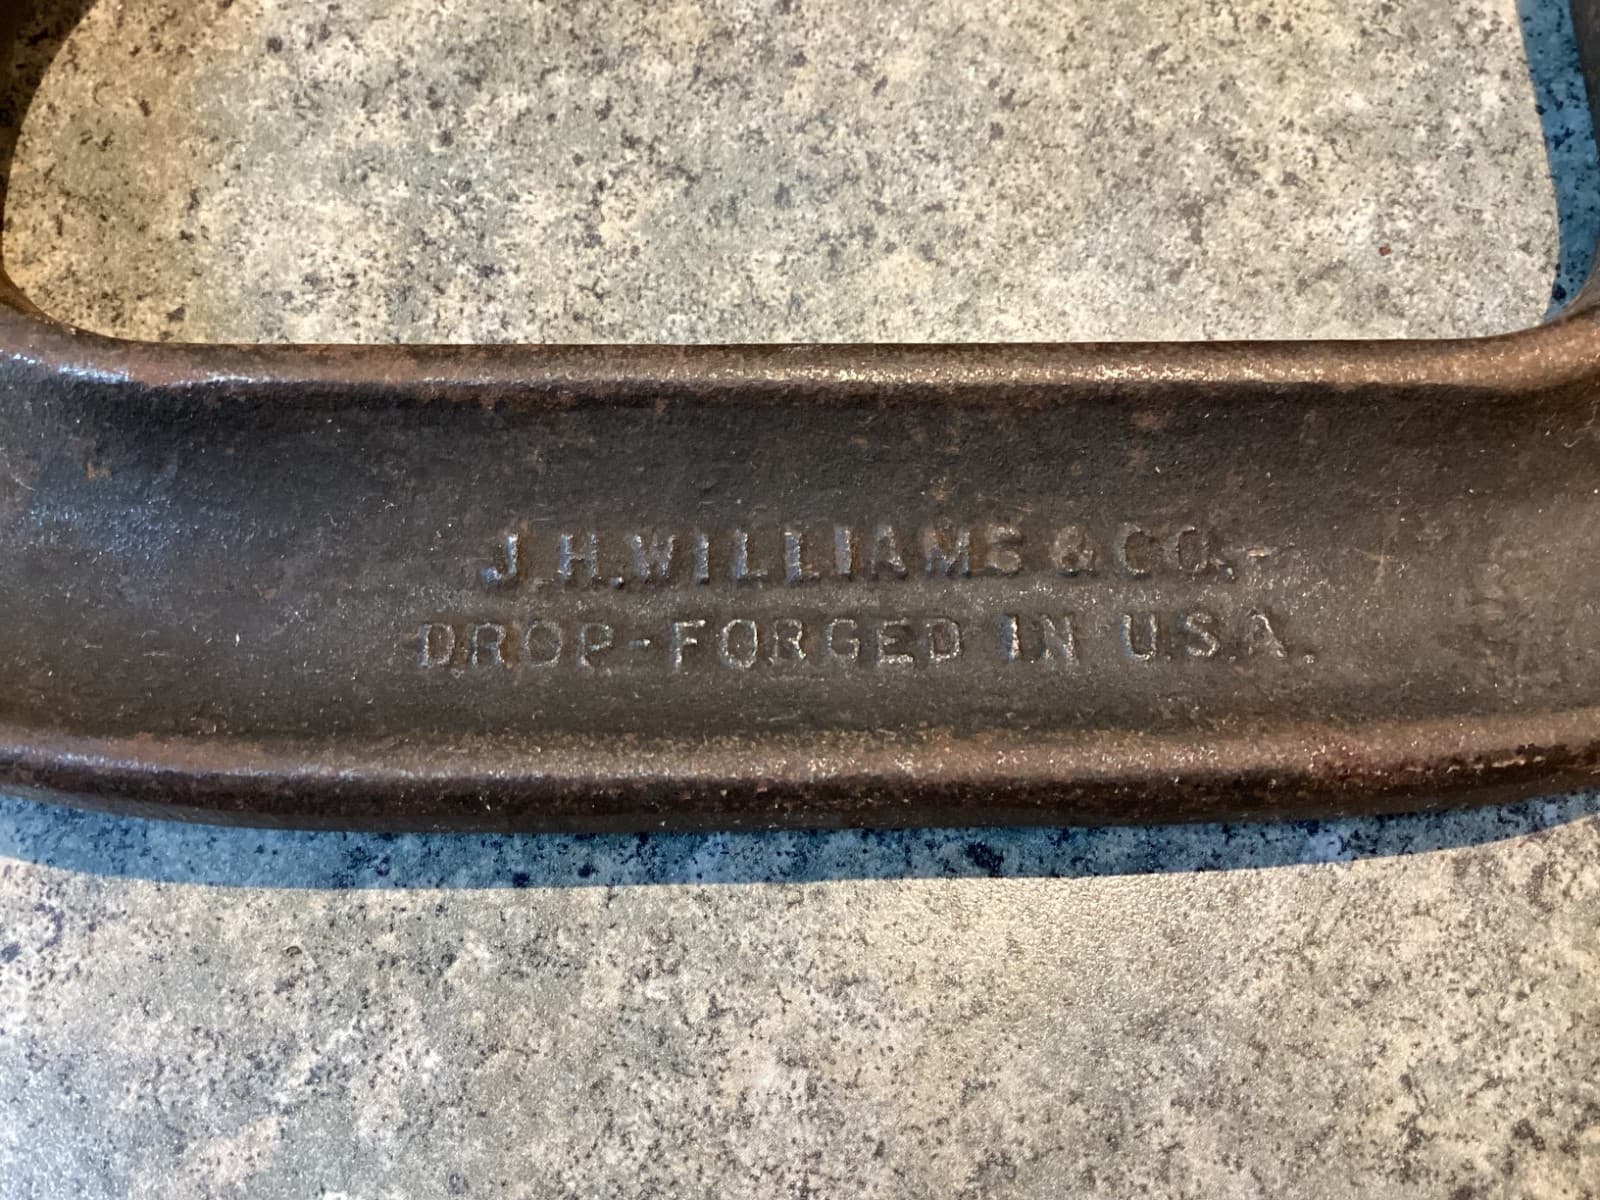 J.H.WILLIAMS & CO.
DROP-FORGED IN U.S.A.